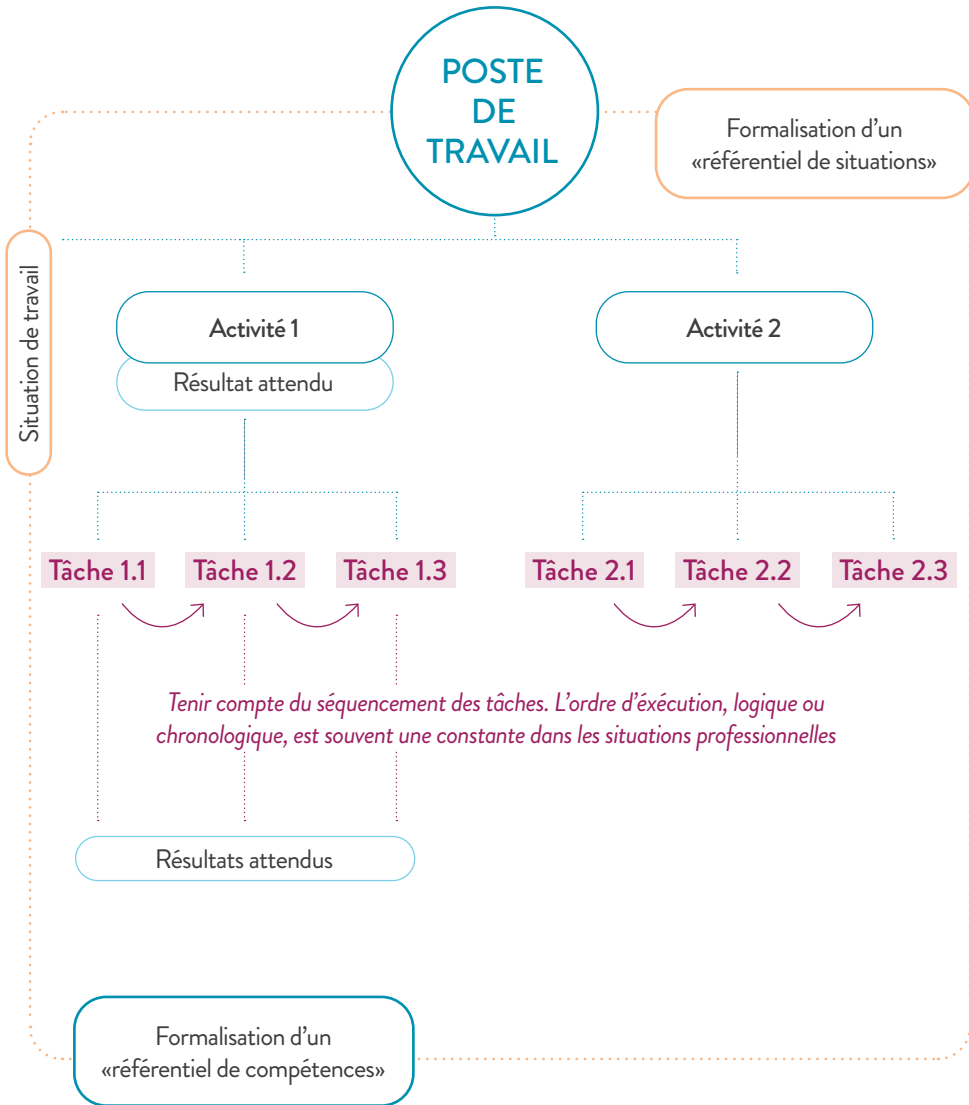 POSTE
DE
TRAVAIL
Formalisation d’un
«référentiel de situations»
Situation de travail
Activité 1
Activité 2
Résultat attendu
Tâche 1.1
Tâche 1.2
Tâche 1.3
Tâche 2.1
Tâche 2.2
Tâche 2.3
Tenir compte du séquencement des tâches. L’ordre d’éxécution, logique ou
chronologique, est souvent une constante dans les situations professionnelles
Résultats attendus
Formalisation d’un
«référentiel de compétences»